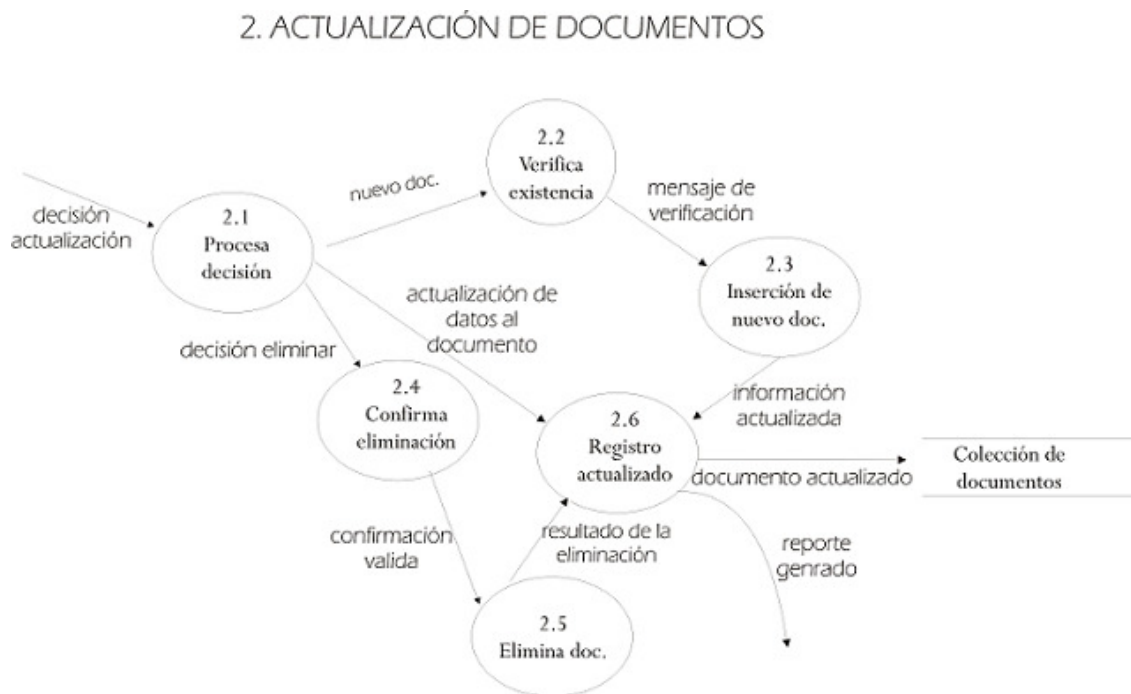 2. ACTUALIZACIÓN DE DOCUMENTOS
2.2
Verifica
existencia
nuevo doc.
mensaje de
verificación
decisión
actualización
2.1
Procesa
decisión
2.3
Inserción de
nuevo doc.
actualización de
datos al
documento
decisión eliminar
2.4
Confirma
eliminación
información
actualizada
2.6
Registro
actualizado
documento actualizado
Colección de
documentos
confirmación
valida
resultado de la
eliminación
reporte
genrado
2.5
Elimina doc.